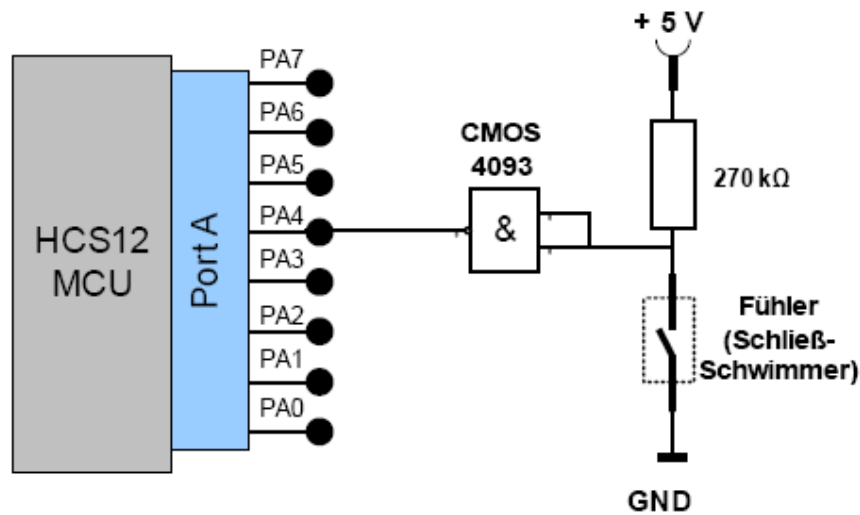 HCS12
MCU
Port A
PA7
PA6
PA5
PA4
PA3
PA2
PA1
PA0
CMOS
4093
&
+ 5 V
270 kΩ
Fühler
(Schließ-
Schwimmer)
GND